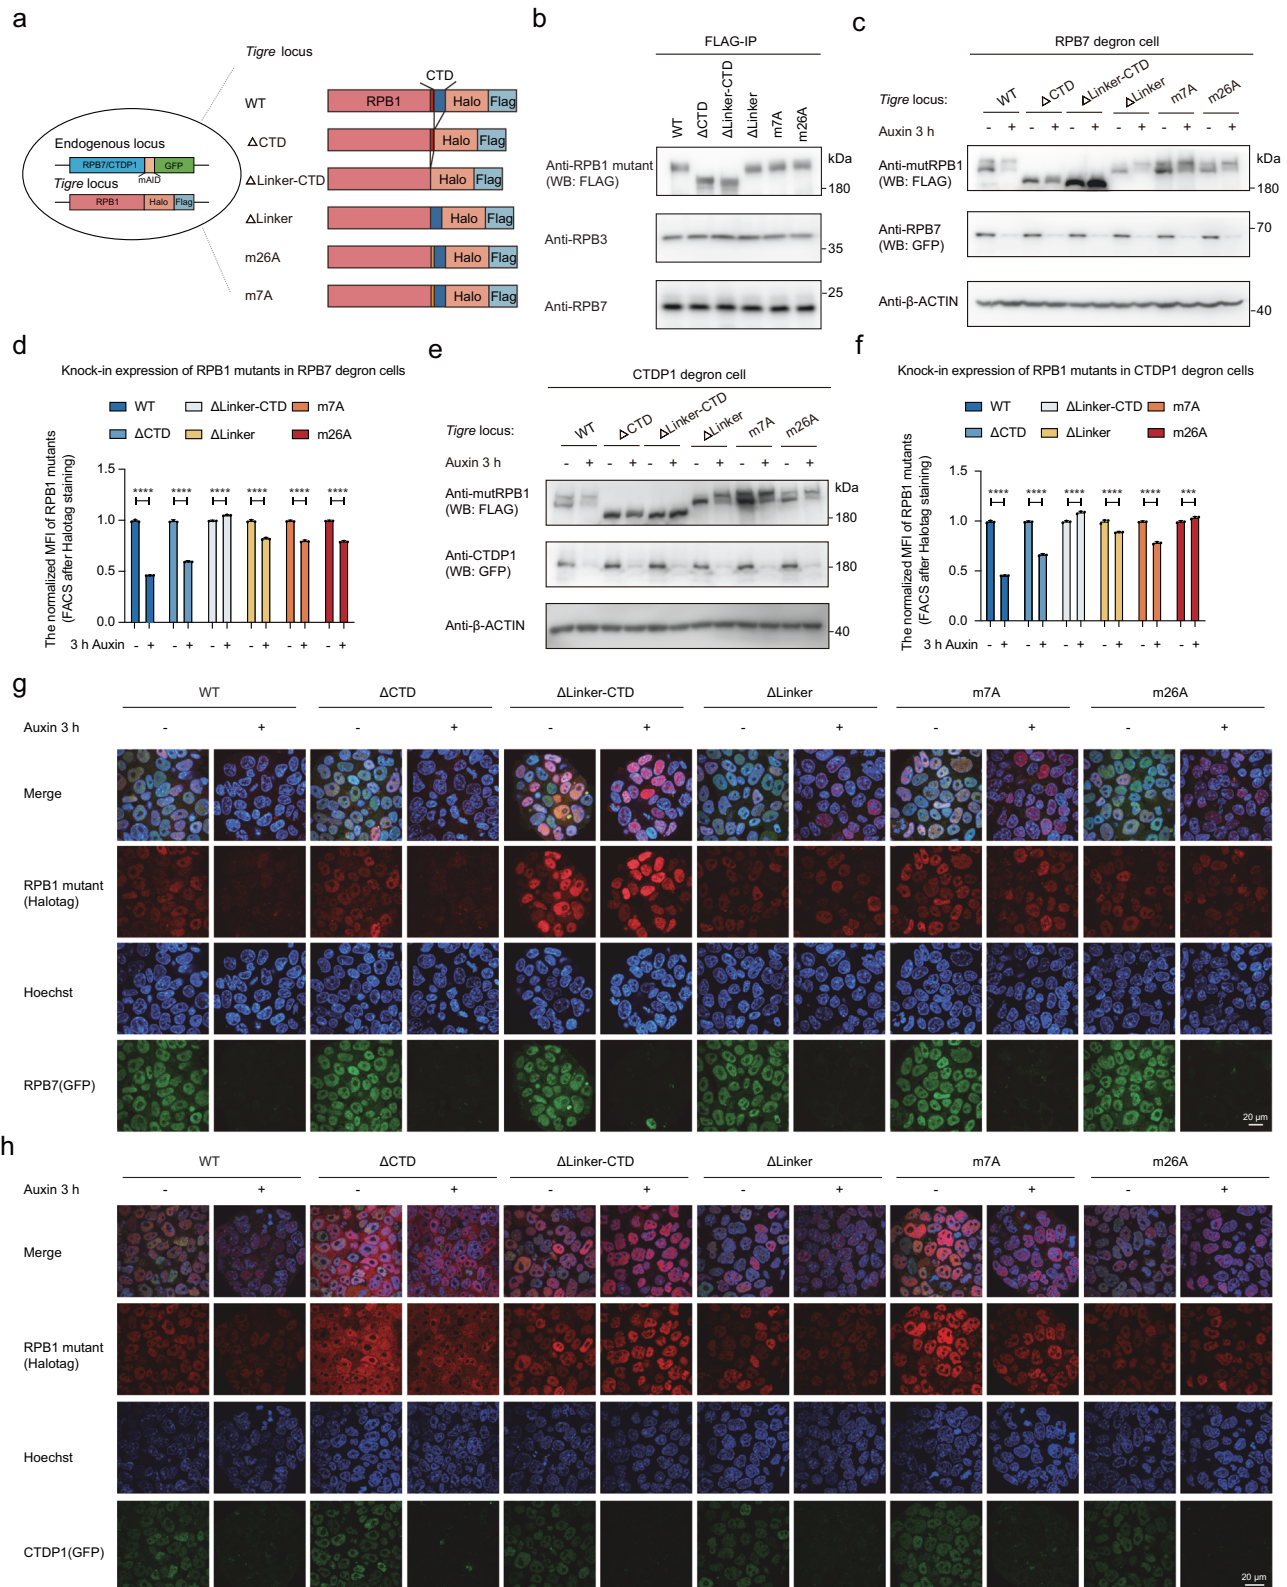 a
Tigre locus
Endogenous locus
RPB7/CTDP1
GFP
mAID
Tigre locus
RPB1
Halo
Flag
CTD
WT
RPB1
Halo
Flag
ΔCTD
Halo
Flag
ΔLinker-CTD
Halo
Flag
ΔLinker
Halo
Flag
m26A
Halo
Flag
m7A
Halo
Flag
b
FLAG-IP
WT
ΔCTD
ΔLinker-CTD
ΔLinker
m7A
m26A
Anti-RPB1 mutant
(WB: FLAG)
kDa
180
Anti-RPB3
35
Anti-RPB7
25
c
RPB7 degron cell
Tigre locus:
WT
ΔCTD
ΔLinker-CTD
ΔLinker
m7A
m26A
Auxin 3 h - + - + - + - + - + - +
Anti-mutRPB1
(WB: FLAG)
kDa
180
Anti-RPB7
(WB: GFP)
70
Anti-β-ACTIN
40
d
Knock-in expression of RPB1 mutants in RPB7 degron cells
WT ΔLinker-CTD m7A
ΔCTD ΔLinker m26A
The normalized MFI of RPB1 mutants
(FACS after Halotag staining)
1.5
1.0
0.5
0.0
**** **** **** **** **** ****
3 h Auxin - + - + - + - + - + - +
e
CTDP1 degron cell
Tigre locus:
WT
ΔCTD
ΔLinker-CTD
ΔLinker
m7A
m26A
Auxin 3 h - + - + - + - + - + - +
Anti-mutRPB1
(WB: FLAG)
kDa
180
Anti-CTDP1
(WB: GFP)
180
Anti-β-ACTIN
40
f
Knock-in expression of RPB1 mutants in CTDP1 degron cells
WT ΔLinker-CTD m7A
ΔCTD ΔLinker m26A
The normalized MFI of RPB1 mutants
(FACS after Halotag staining)
1.5
1.0
0.5
0.0
**** **** **** **** **** ***
3 h Auxin - + - + - + - + - + - +
g
WT ΔCTD ΔLinker-CTD ΔLinker m7A m26A
Auxin 3 h - + - + - + - + - + - +
Merge
RPB1 mutant
(Halotag)
Hoechst
RPB7(GFP)
20 μm
h
WT ΔCTD ΔLinker-CTD ΔLinker m7A m26A
Auxin 3 h - + - + - + - + - + - +
Merge
RPB1 mutant
(Halotag)
Hoechst
CTDP1(GFP)
20 μm